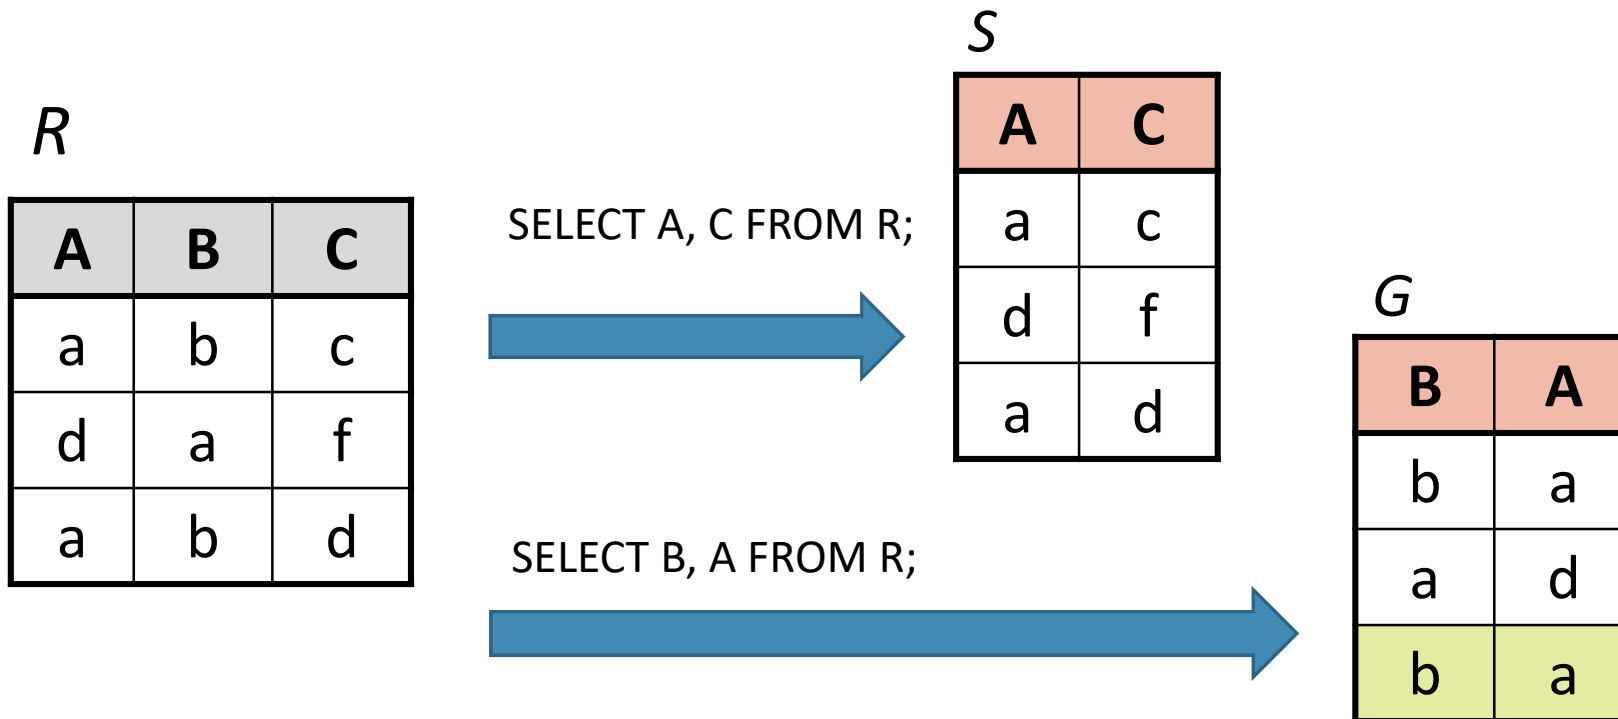 R
A B C
a b c
d a f
a b d
SELECT A, C FROM R;
S
A C
a c
d f
a d
SELECT B, A FROM R;
G
B A
b a
a d
b a